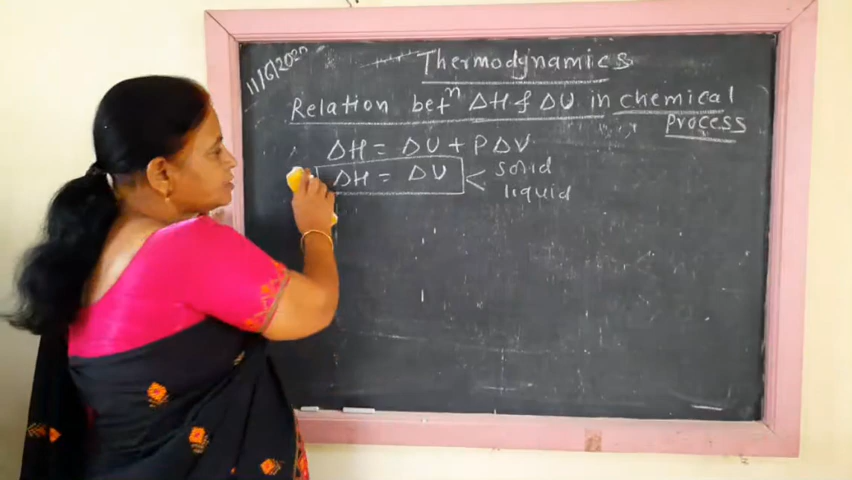 11/6/2020
Thermodynamics
Relation betⁿ ΔH & ΔU in chemical
Process
ΔH = ΔU + PΔV
ΔH = ΔU < solid
liquid